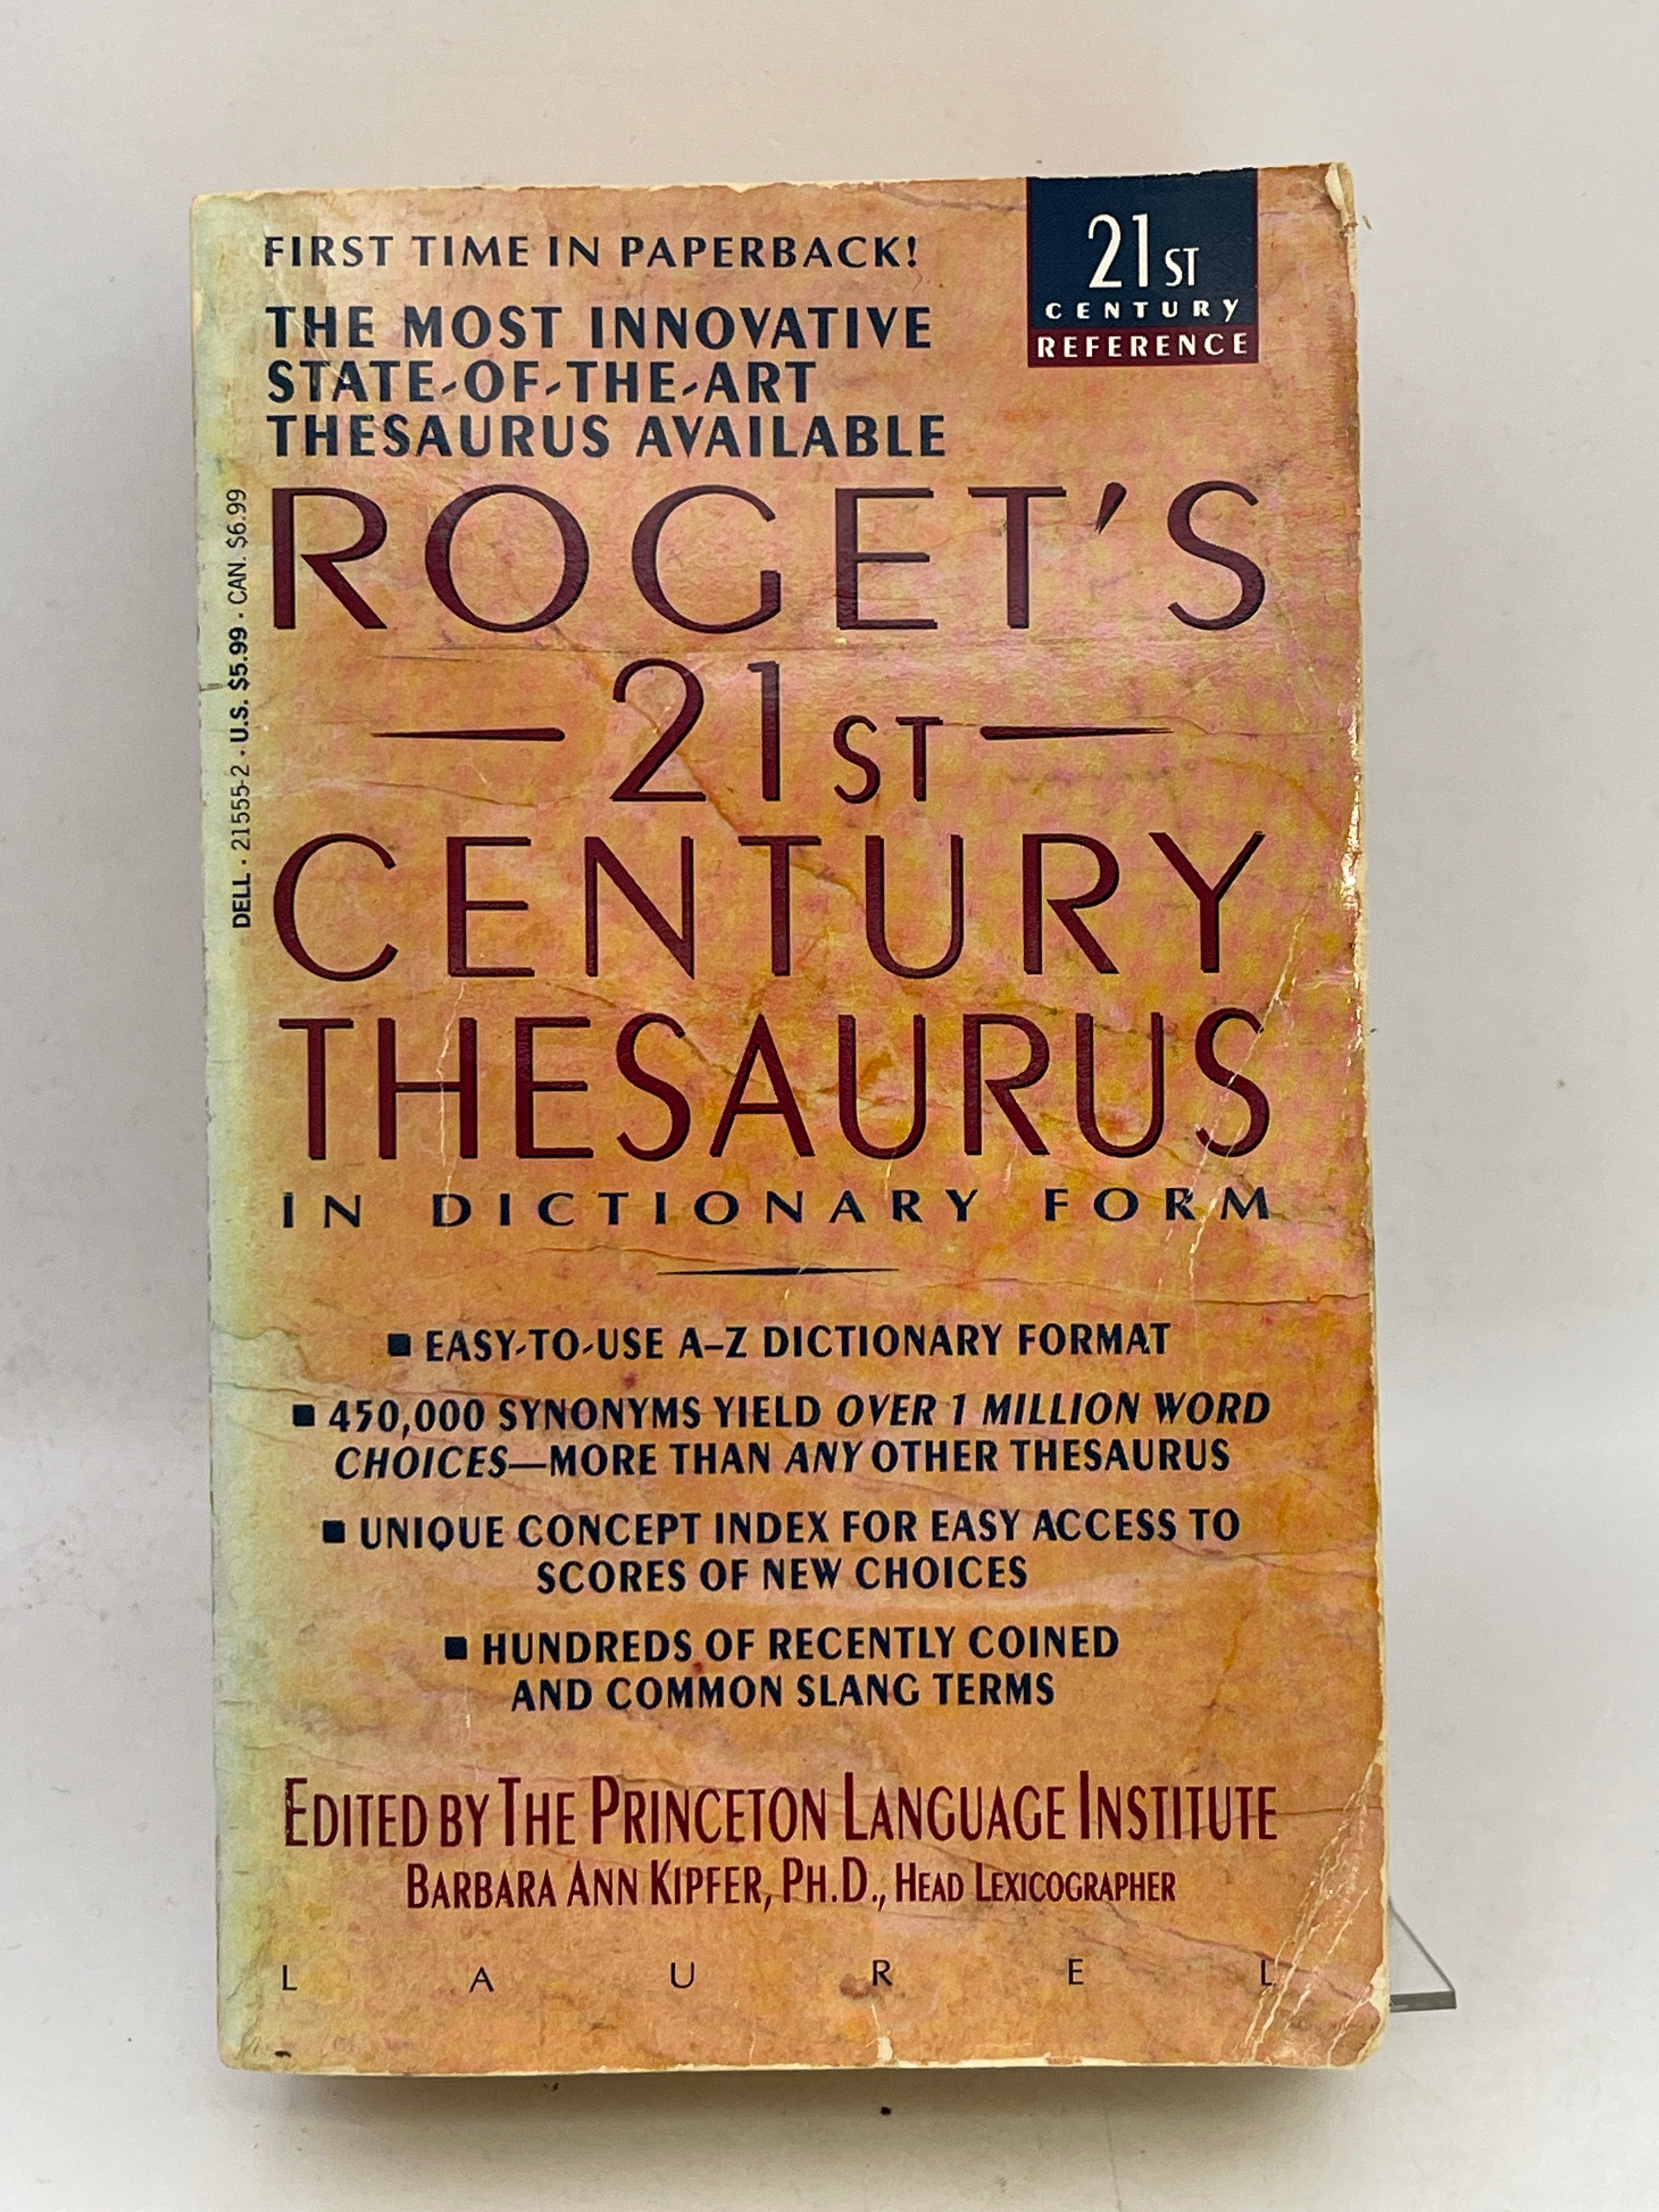 FIRST TIME IN PAPERBACK!
THE MOST INNOVATIVE
STATE-OF-THE-ART
THESAURUS AVAILABLE
21ST
CENTURY
REFERENCE
DELL • 21555-2 • U.S. $5.99 • CAN. $6.99
ROGET'S
21ST
CENTURY
THESAURUS
IN DICTIONARY FORM
■ EASY-TO-USE A–Z DICTIONARY FORMAT
■ 450,000 SYNONYMS YIELD OVER 1 MILLION WORD
CHOICES—MORE THAN ANY OTHER THESAURUS
■ UNIQUE CONCEPT INDEX FOR EASY ACCESS TO
SCORES OF NEW CHOICES
■ HUNDREDS OF RECENTLY COINED
AND COMMON SLANG TERMS
EDITED BY THE PRINCETON LANGUAGE INSTITUTE
BARBARA ANN KIPFER, PH.D., HEAD LEXICOGRAPHER
LAUREL